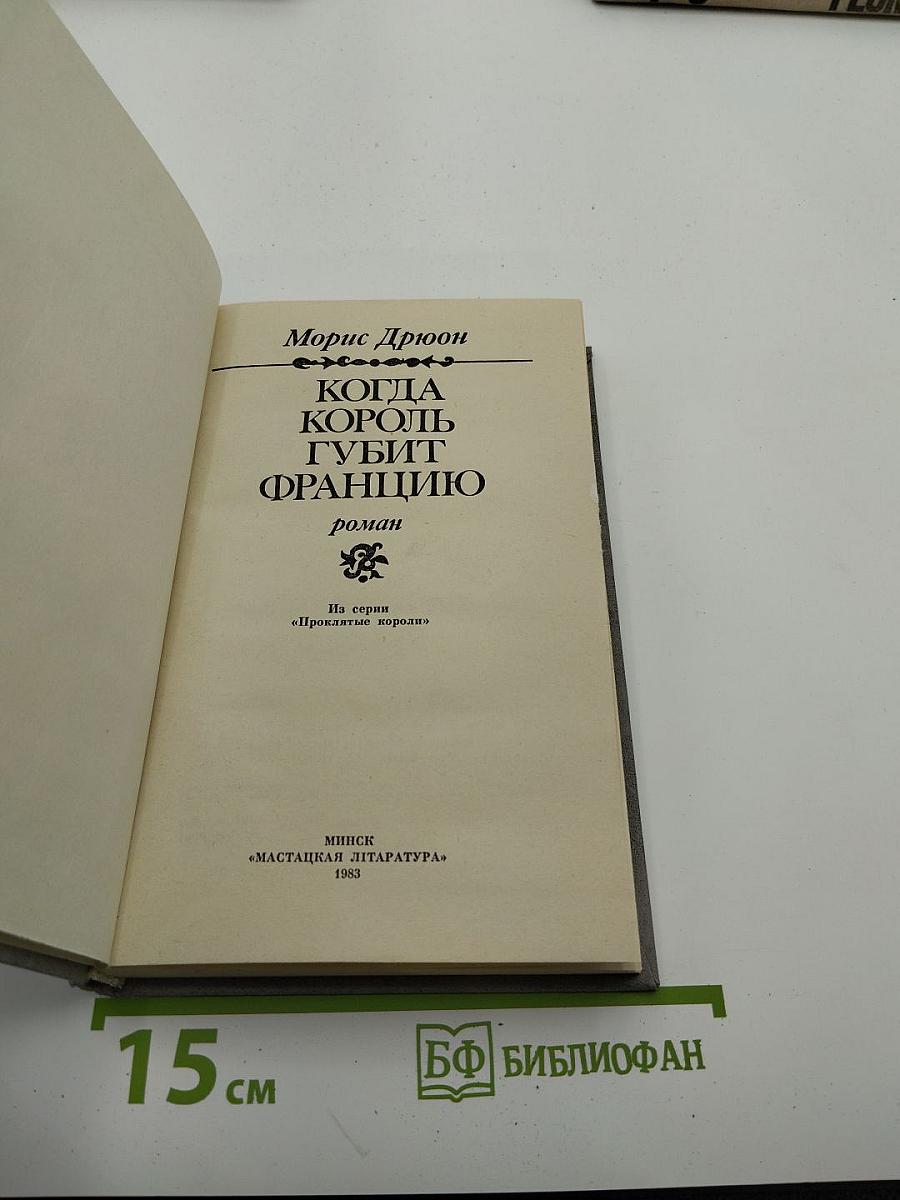 Морис Дрюон
КОГДА
КОРОЛЬ
ГУБИТ
ФРАНЦИЮ
роман
Из серии
«Проклятые короли»
МИНСК
«МАСТАЦКАЯ ЛІТАРАТУРА»
1983
15 см
БФ БИБЛИОФАН